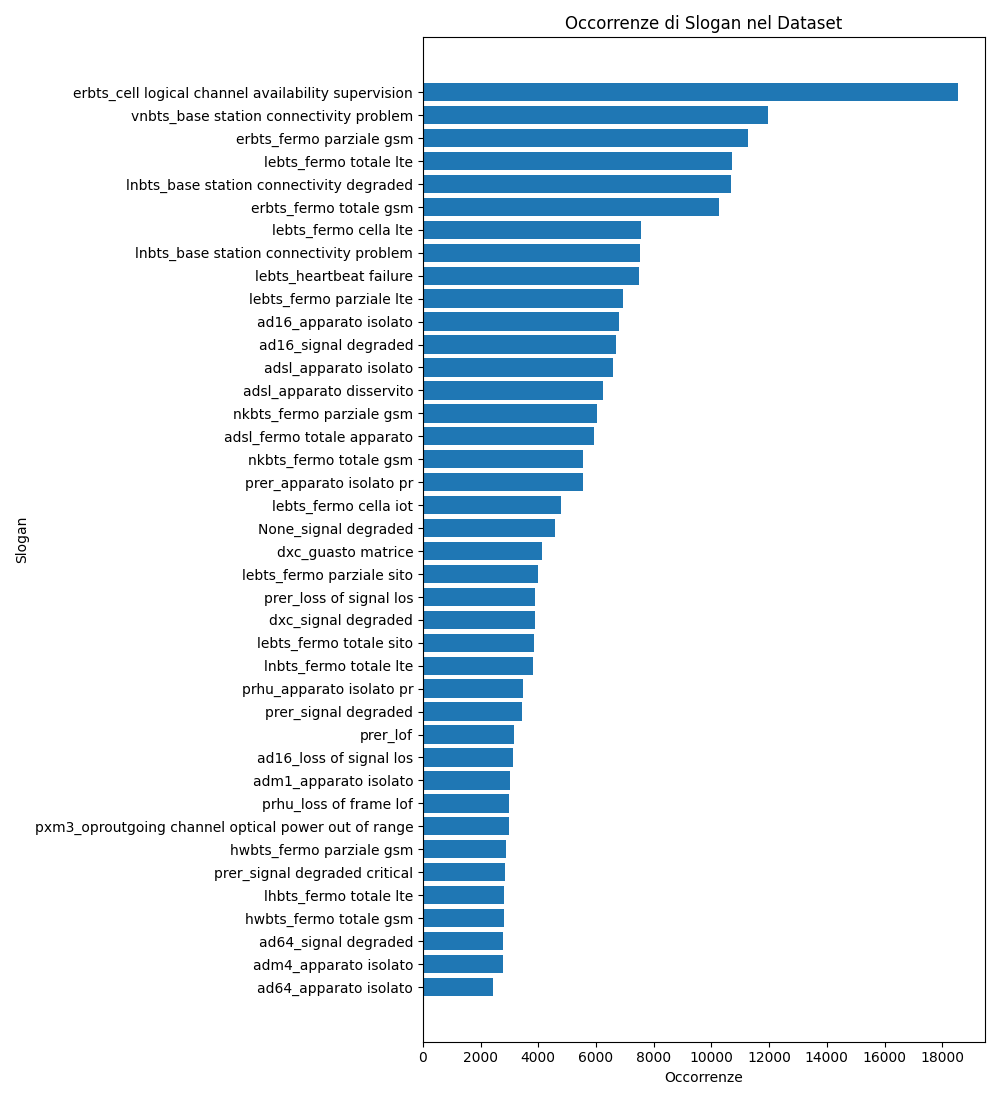 Occorrenze di Slogan nel Dataset
erbts_cell logical channel availability supervision
vnbts_base station connectivity problem
erbts_fermo parziale gsm
lebts_fermo totale lte
lnbts_base station connectivity degraded
erbts_fermo totale gsm
lebts_fermo cella lte
lnbts_base station connectivity problem
lebts_heartbeat failure
lebts_fermo parziale lte
ad16_apparato isolato
ad16_signal degraded
adsl_apparato isolato
adsl_apparato disservito
nkbts_fermo parziale gsm
adsl_fermo totale apparato
nkbts_fermo totale gsm
prer_apparato isolato pr
lebts_fermo cella iot
None_signal degraded
dxc_guasto matrice
lebts_fermo parziale sito
prer_loss of signal los
dxc_signal degraded
lebts_fermo totale sito
lnbts_fermo totale lte
prhu_apparato isolato pr
prer_signal degraded
prer_lof
ad16_loss of signal los
adm1_apparato isolato
prhu_loss of frame lof
pxm3_oproutgoing channel optical power out of range
hwbts_fermo parziale gsm
prer_signal degraded critical
lhbts_fermo totale lte
hwbts_fermo totale gsm
ad64_signal degraded
adm4_apparato isolato
ad64_apparato isolato
Slogan
0 2000 4000 6000 8000 10000 12000 14000 16000 18000
Occorrenze